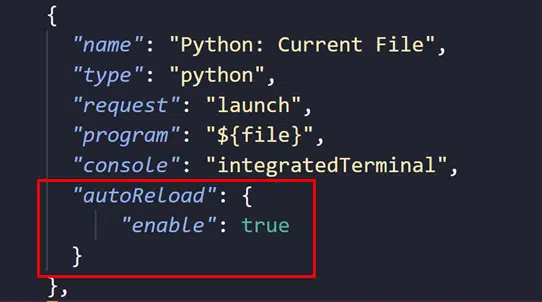 {
"name": "Python: Current File",
"type": "python",
"request": "launch",
"program": "${file}",
"console": "integratedTerminal",
"autoReload": {
"enable": true
}
},